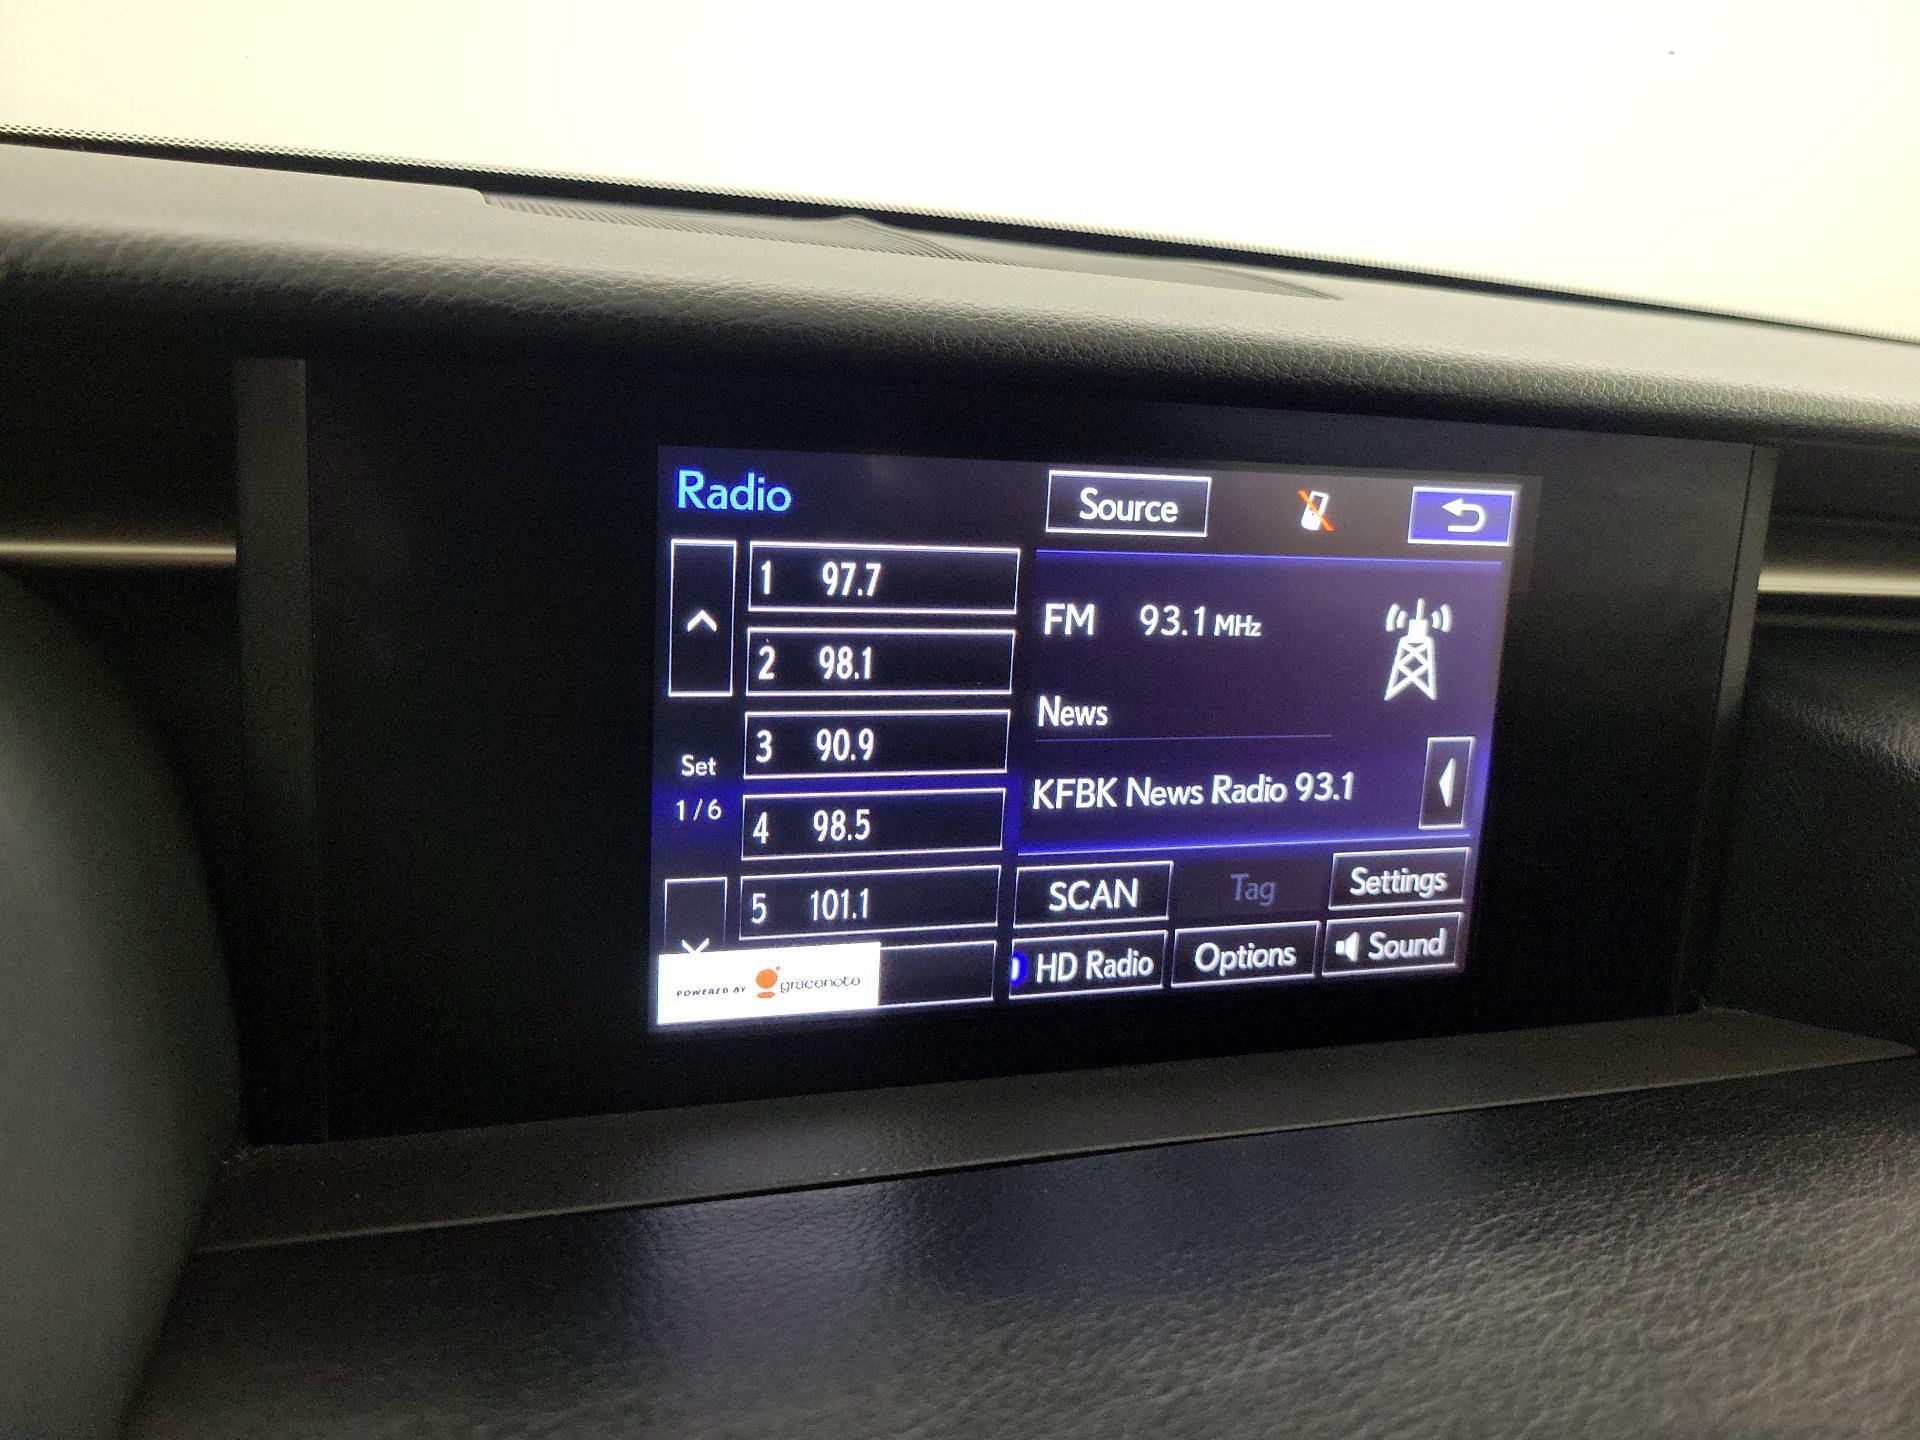 Radio
Source
1 97.7
2 98.1
3 90.9
4 98.5
5 101.1
Set
1/6
FM 93.1 MHz
News
KFBK News Radio 93.1
SCAN
Tag
Settings
HD Radio
Options
Sound
POWERED BY gracenote